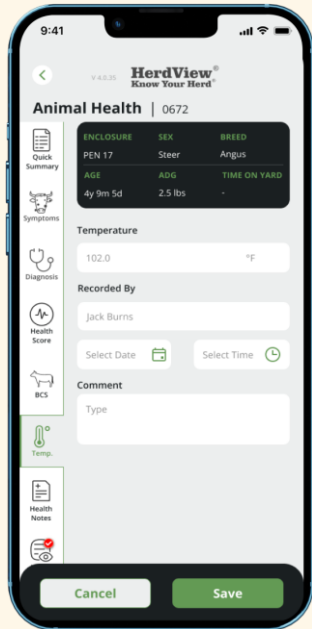 9:41
V 4.0.35
HerdView®
Know Your Herd®
Animal Health | 0672
Quick
Summary
Symptoms
Diagnosis
Health
Score
BCS
Temp.
Health
Notes
ENCLOSURE SEX BREED
PEN 17 Steer Angus
AGE ADG TIME ON YARD
4y 9m 5d 2.5 lbs -
Temperature
102.0 °F
Recorded By
Jack Burns
Select Date Select Time
Comment
Type
Cancel Save